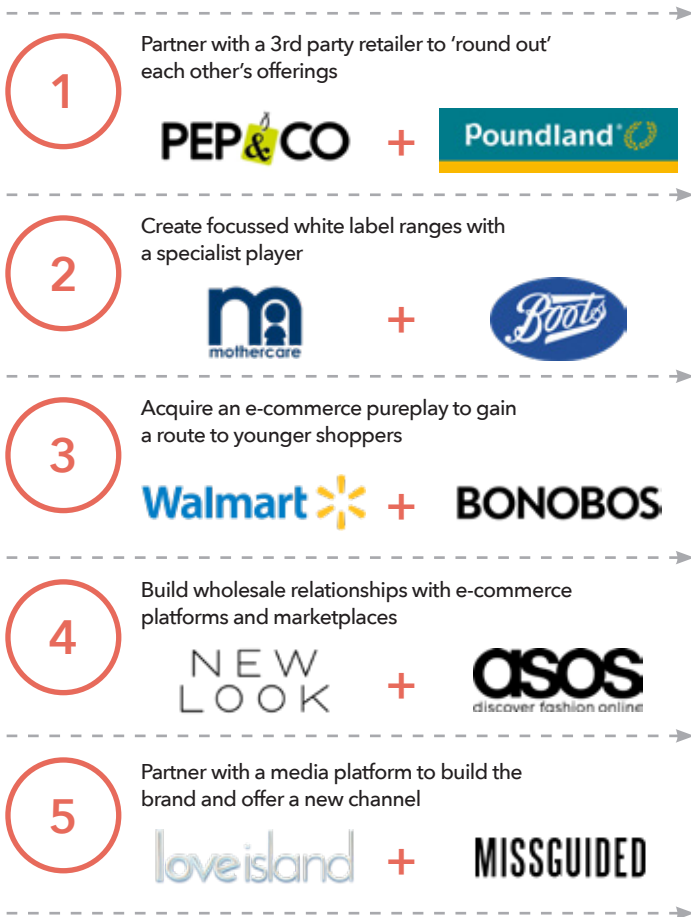 1
Partner with a 3rd party retailer to ‘round out’
each other’s offerings
PEP&CO + Poundland
2
Create focussed white label ranges with
a specialist player
m
mothercare + Boots
3
Acquire an e-commerce pureplay to gain
a route to younger shoppers
Walmart + BONOBOS
4
Build wholesale relationships with e-commerce
platforms and marketplaces
NEW
LOOK + asos
discover fashion online
5
Partner with a media platform to build the
brand and offer a new channel
loveisland + MISSGUIDED